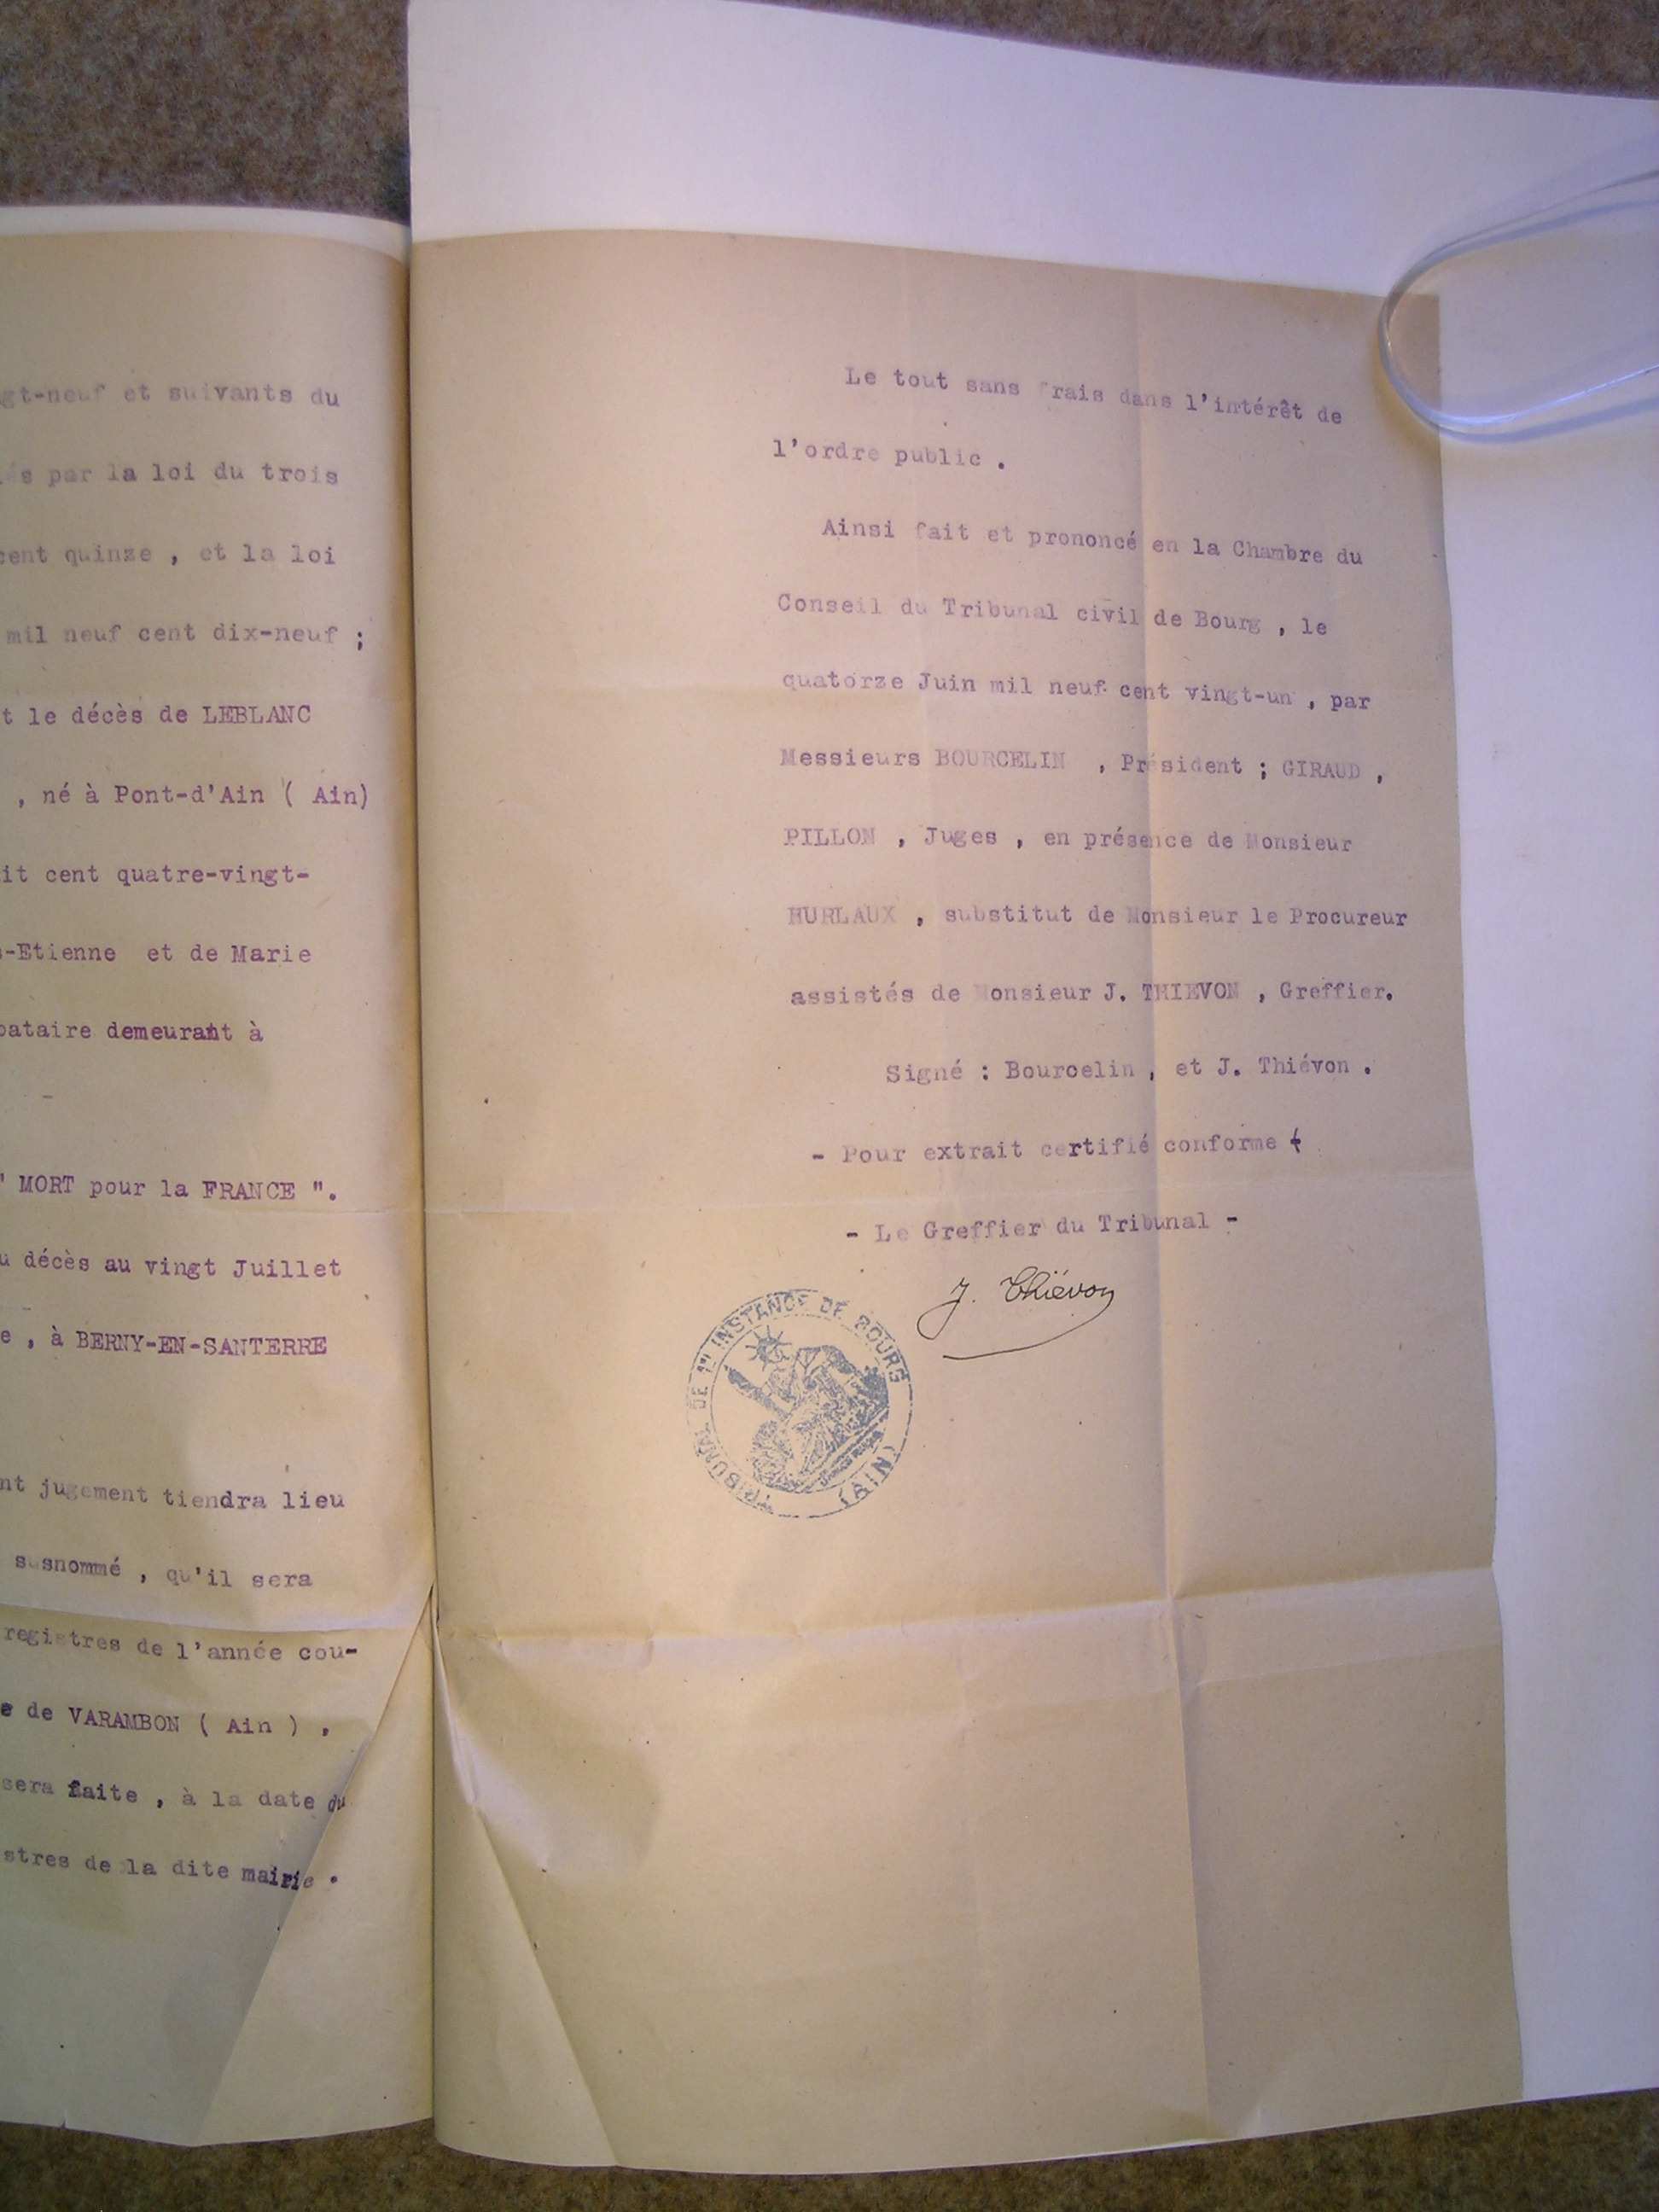 gt-neuf et suivants du
és par la loi du trois
cent quinze , et la loi
mil neuf cent dix-neuf ;
t le décès de LEBLANC
, né à Pont-d'Ain ( Ain)
it cent quatre-vingt-
-Etienne et de Marie
bataire demeurant à
" MORT pour la FRANCE ".
u décès au vingt Juillet
e , à BERNY-EN-SANTERRE
nt jugement tiendra lieu
susnommé , qu'il sera
registres de l'année cou-
e de VARAMBON ( Ain ) ,
sera faite , à la date du
stres de la dite mairie .
Le tout sans frais dans l'intérêt de
l'ordre public .
Ainsi fait et prononcé en la Chambre du
Conseil du Tribunal civil de Bourg , le
quatorze Juin mil neuf cent vingt-un , par
Messieurs BOURCELIN , Président ; GIRAUD ,
PILLON , Juges , en présence de Monsieur
HURLAUX , substitut de Monsieur le Procureur
assistés de Monsieur J. THIEVON , Greffier.
Signé : Bourcelin , et J. Thiévon .
- Pour extrait certifié conforme -
- Le Greffier du Tribunal -
J. Thiévon
TRIBUNAL DE 1re INSTANCE DE BOURG
(AIN)